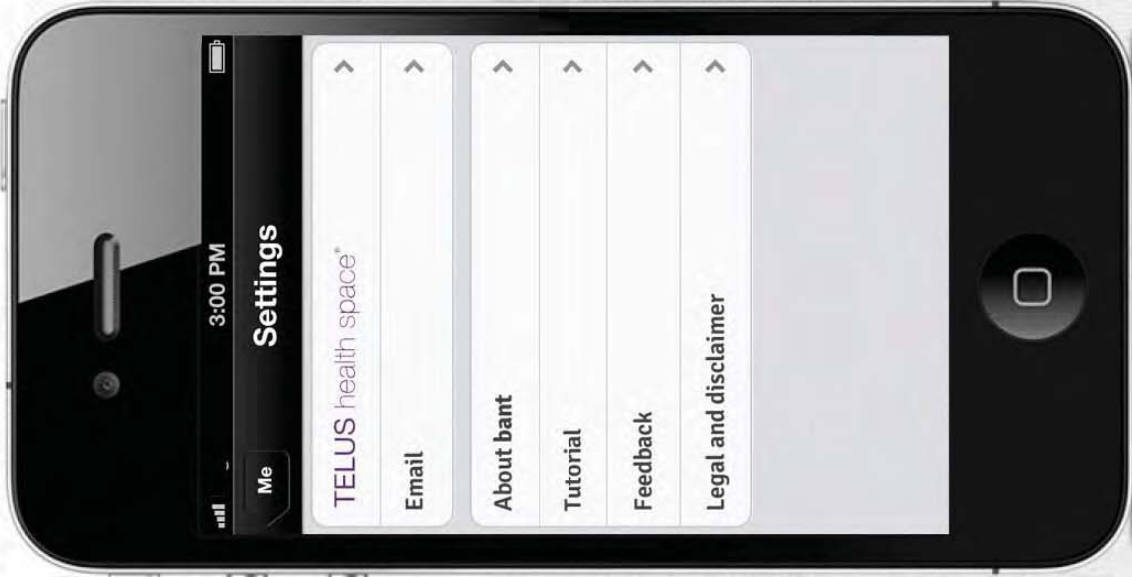 3:00 PM
Me
Settings
TELUS health space*
Email
About bant
Tutorial
Feedback
Legal and disclaimer